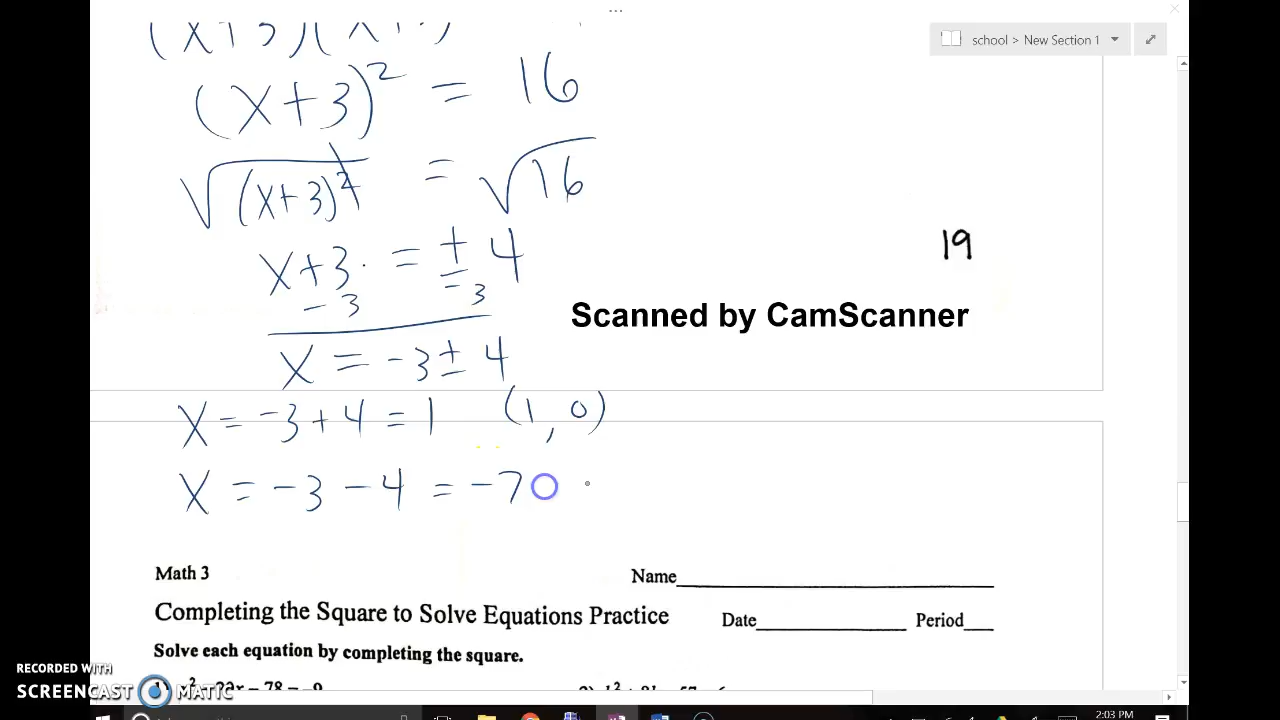 school > New Section 1
(x+3)² = 16
√(x+3)² = √16
x+3 = ± 4
- 3 - 3
19
Scanned by CamScanner
x = -3 ± 4
x = -3 + 4 = 1 (1, 0)
x = -3 - 4 = -7
Math 3 Name
Completing the Square to Solve Equations Practice Date Period
Solve each equation by completing the square.
RECORDED WITH
SCREENCAST MATIC
2:03 PM